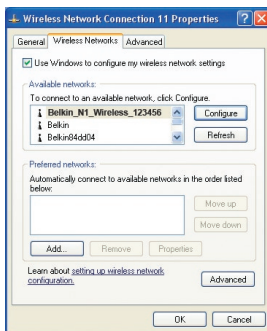 Wireless Network Connection 11 Properties
General Wireless Networks Advanced
Use Windows to configure my wireless network settings
Available networks:
To connect to an available network, click Configure.
Belkin_N1_Wireless_123456
Configure
Belkin
Belkin84dd04
Refresh
Preferred networks:
Automatically connect to available networks in the order listed
below:
Move up
Move down
Add... Remove Properties
Learn about setting up wireless network
configuration.
Advanced
OK Cancel